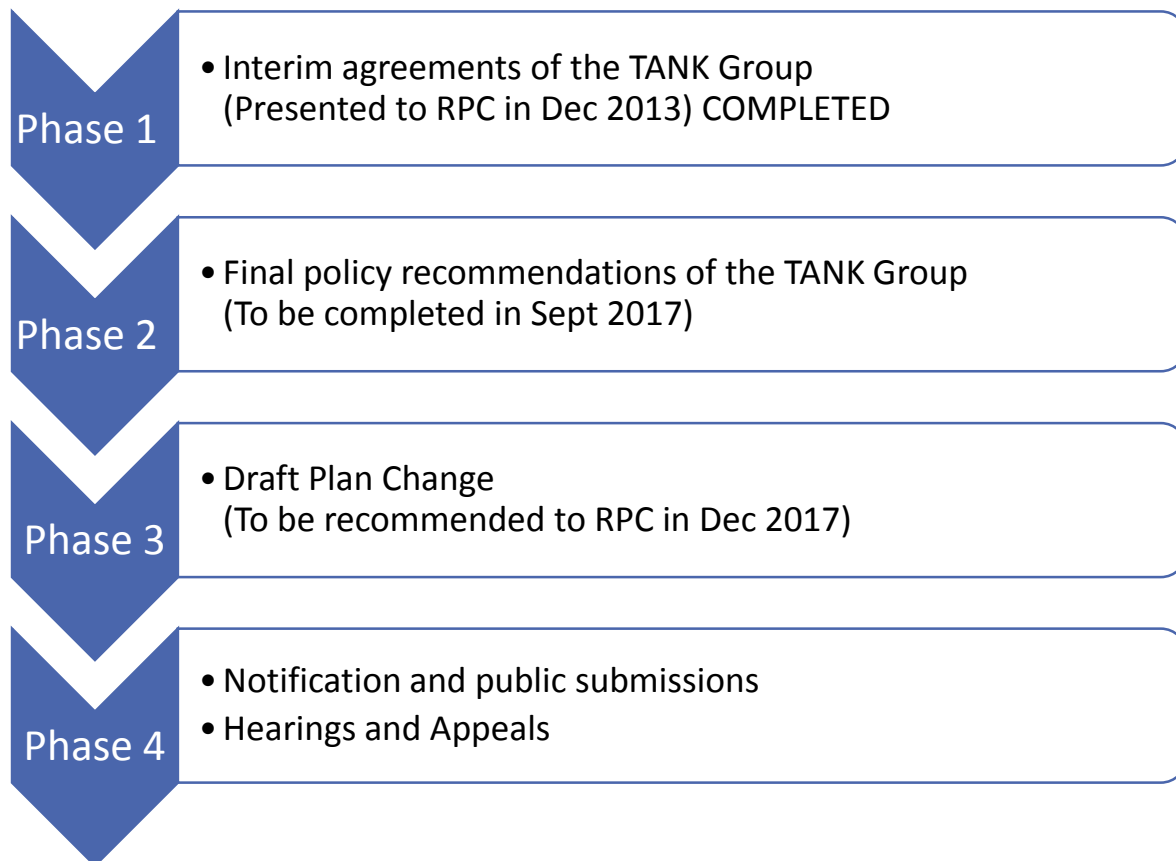 Phase 1
• Interim agreements of the TANK Group
(Presented to RPC in Dec 2013) COMPLETED
Phase 2
• Final policy recommendations of the TANK Group
(To be completed in Sept 2017)
Phase 3
• Draft Plan Change
(To be recommended to RPC in Dec 2017)
Phase 4
• Notification and public submissions
• Hearings and Appeals